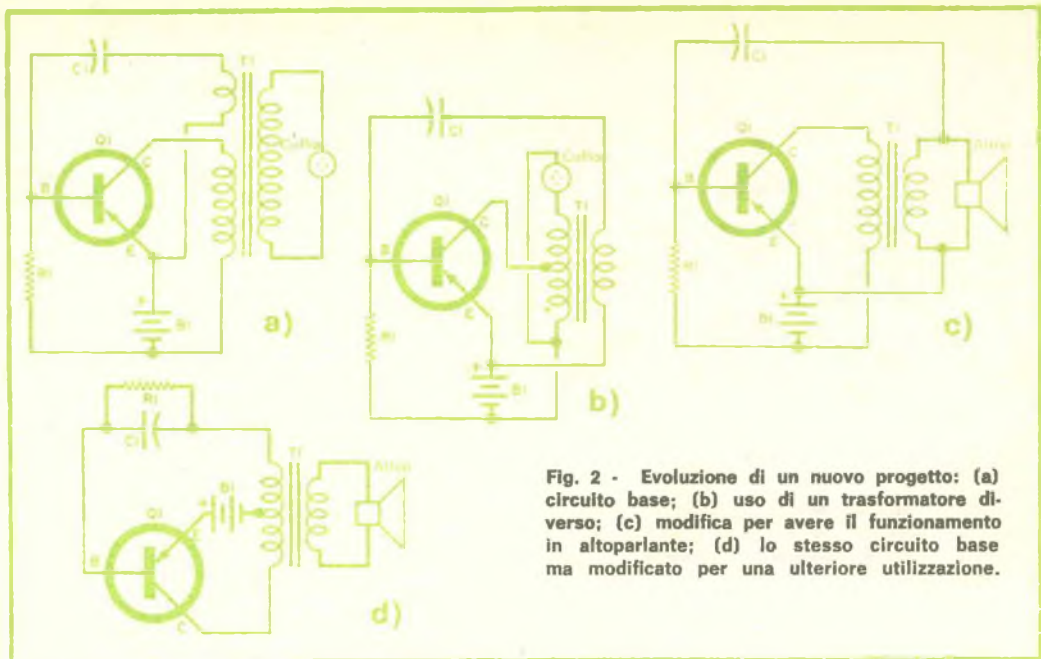 C1
T1
Q1
C
Cuffia
B
E
R1
+
B1
a)
C1
Cuffia
Q1
C
T1
B
E
R1
+
B1
b)
C1
Q1
C
T1
Altop
B
E
R1
+
B1
c)
R1
C1
T1
Altop
B1
+
Q1
E
B
C
d)
Fig. 2 - Evoluzione di un nuovo progetto: (a)
circuito base; (b) uso di un trasformatore di-
verso; (c) modifica per avere il funzionamento
in altoparlante; (d) lo stesso circuito base
ma modificato per una ulteriore utilizzazione.